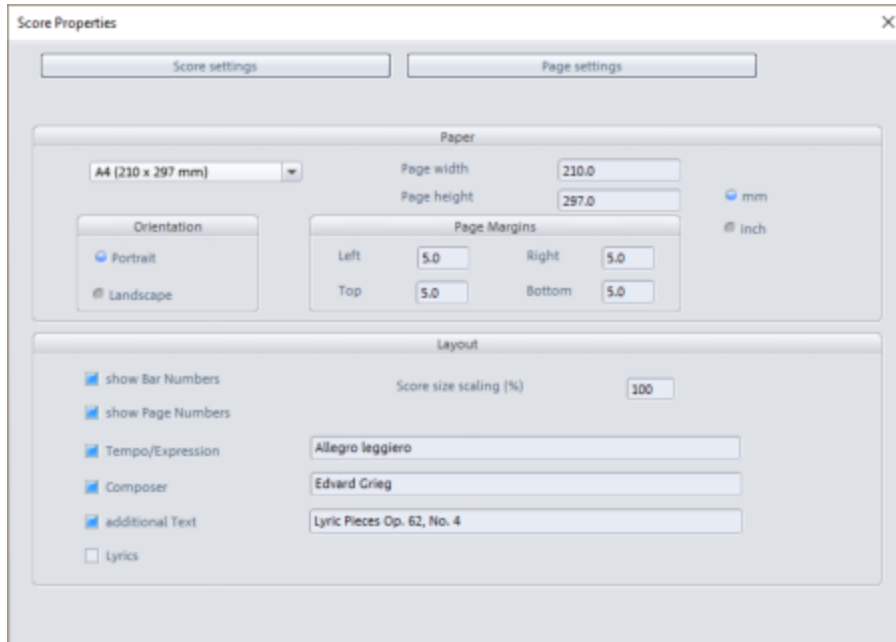 Score Properties
Score settings Page settings
Paper
A4 (210 x 297 mm) Page width 210.0
Page height 297.0 mm
Orientation Page Margins inch
Portrait Left 5.0 Right 5.0
Landscape Top 5.0 Bottom 5.0
Layout
show Bar Numbers Score size scaling (%) 100
show Page Numbers
Tempo/Expression Allegro leggiero
Composer Edvard Grieg
additional Text Lyric Pieces Op. 62, No. 4
Lyrics